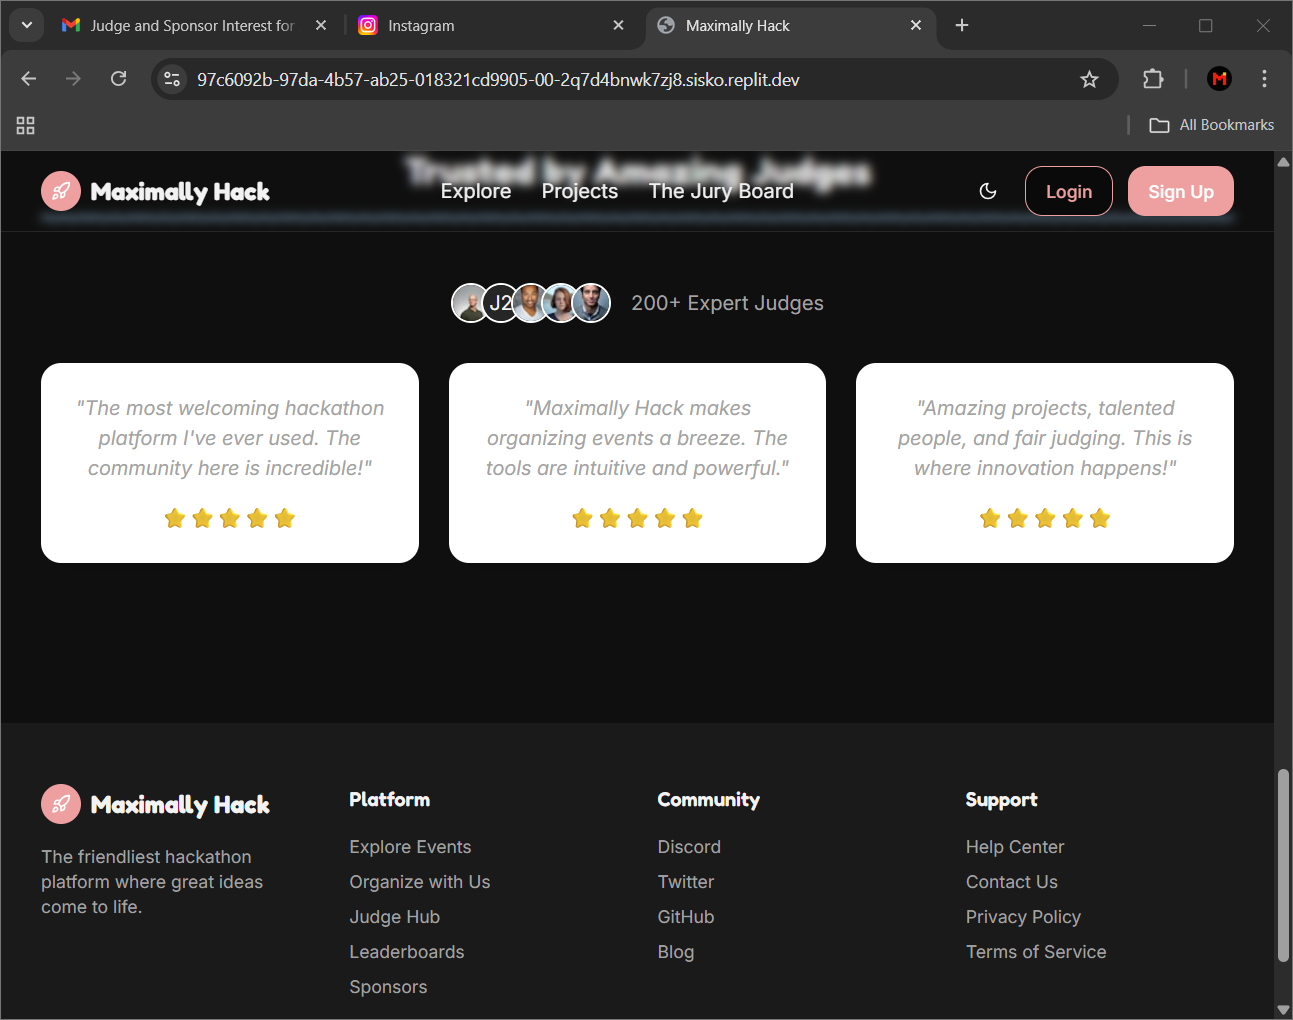 Judge and Sponsor Interest for
Instagram
Maximally Hack
97c6092b-97da-4b57-ab25-018321cd9905-00-2q7d4bnwk7zj8.sisko.replit.dev
M
All Bookmarks
Trusted by Amazing Judges
Maximally Hack
Explore
Projects
The Jury Board
Login
Sign Up
J2
200+ Expert Judges
"The most welcoming hackathon
platform I've ever used. The
community here is incredible!"
"Maximally Hack makes
organizing events a breeze. The
tools are intuitive and powerful."
"Amazing projects, talented
people, and fair judging. This is
where innovation happens!"
Maximally Hack
The friendliest hackathon
platform where great ideas
come to life.
Platform
Explore Events
Organize with Us
Judge Hub
Leaderboards
Sponsors
Community
Discord
Twitter
GitHub
Blog
Support
Help Center
Contact Us
Privacy Policy
Terms of Service